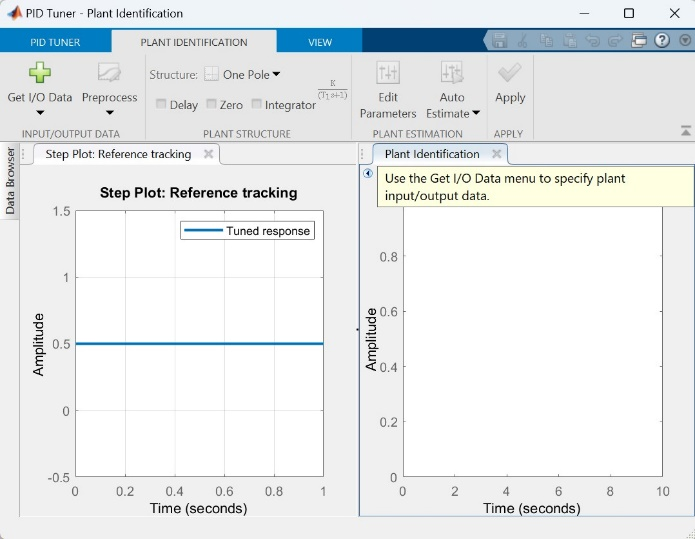 PID Tuner - Plant Identification
PID TUNER
PLANT IDENTIFICATION
VIEW
Get I/O Data
Preprocess
Structure:
One Pole
Delay
Zero
Integrator
K
(T₁s+1)
Edit
Parameters
Auto
Estimate
Apply
INPUT/OUTPUT DATA
PLANT STRUCTURE
PLANT ESTIMATION
APPLY
Data Browser
Step Plot: Reference tracking
Step Plot: Reference tracking
Tuned response
1.5
1
0.5
0
-0.5
Amplitude
0 0.2 0.4 0.6 0.8 1
Time (seconds)
Plant Identification
Use the Get I/O Data menu to specify plant
input/output data.
0.8
0.6
0.4
0.2
0
Amplitude
0 2 4 6 8 10
Time (seconds)